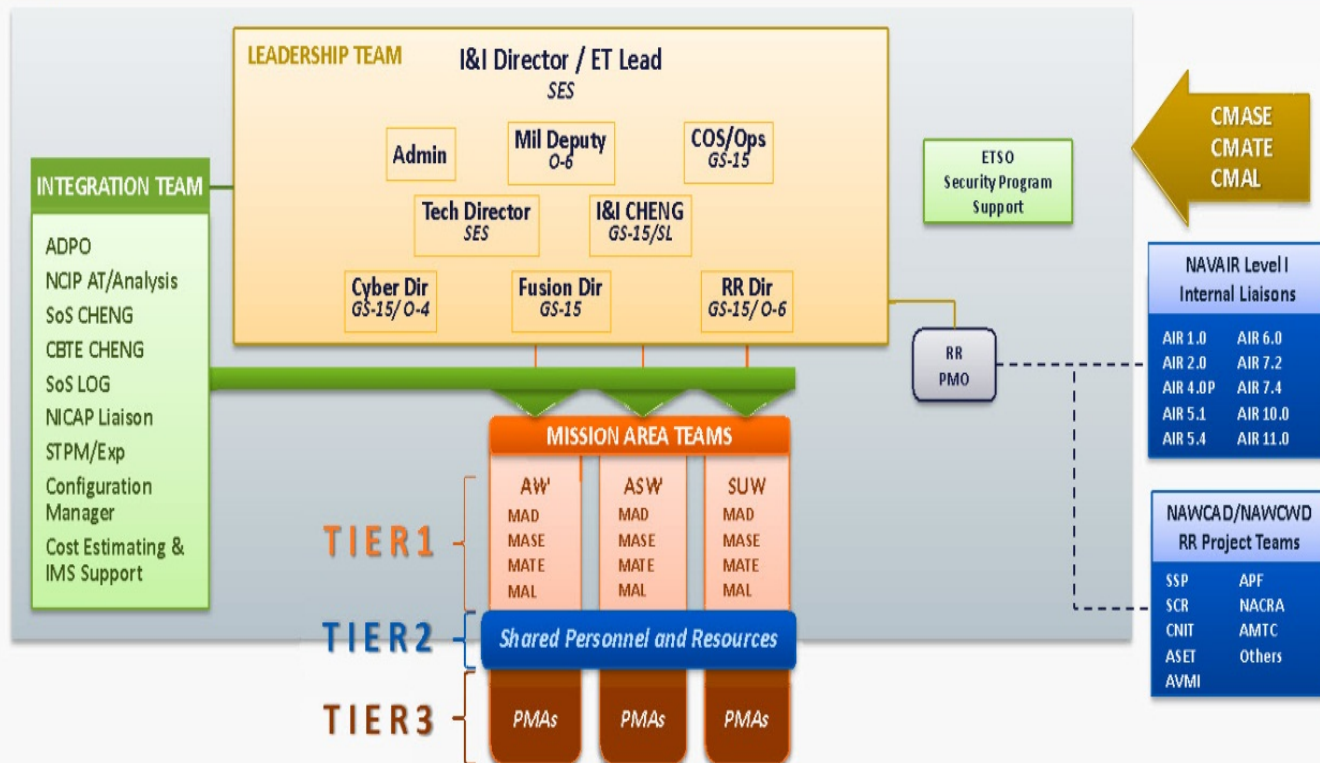 LEADERSHIP TEAM
I&I Director / ET Lead
SES
Admin
Mil Deputy
O-6
COS/Ops
GS-15
Tech Director
SES
I&I CHENG
GS-15/SL
Cyber Dir
GS-15/ O-4
Fusion Dir
GS-15
RR Dir
GS-15/ O-6
INTEGRATION TEAM
ADPO
NCIP AT/Analysis
SoS CHENG
CBTE CHENG
SoS LOG
NICAP Liaison
STPM/Exp
Configuration
Manager
Cost Estimating &
IMS Support
ETSO
Security Program
Support
CMASE
CMATE
CMAL
RR
PMO
NAVAIR Level I
Internal Liaisons
AIR 1.0 AIR 6.0
AIR 2.0 AIR 7.2
AIR 4.0P AIR 7.4
AIR 5.1 AIR 10.0
AIR 5.4 AIR 11.0
NAWCAD/NAWCWD
RR Project Teams
SSP APF
SCR NACRA
CNIT AMTC
ASET Others
AVMI
MISSION AREA TEAMS
TIER1
AW ASW SUW
MAD MAD MAD
MASE MASE MASE
MATE MATE MATE
MAL MAL MAL
TIER2
Shared Personnel and Resources
TIER3
PMAs PMAs PMAs